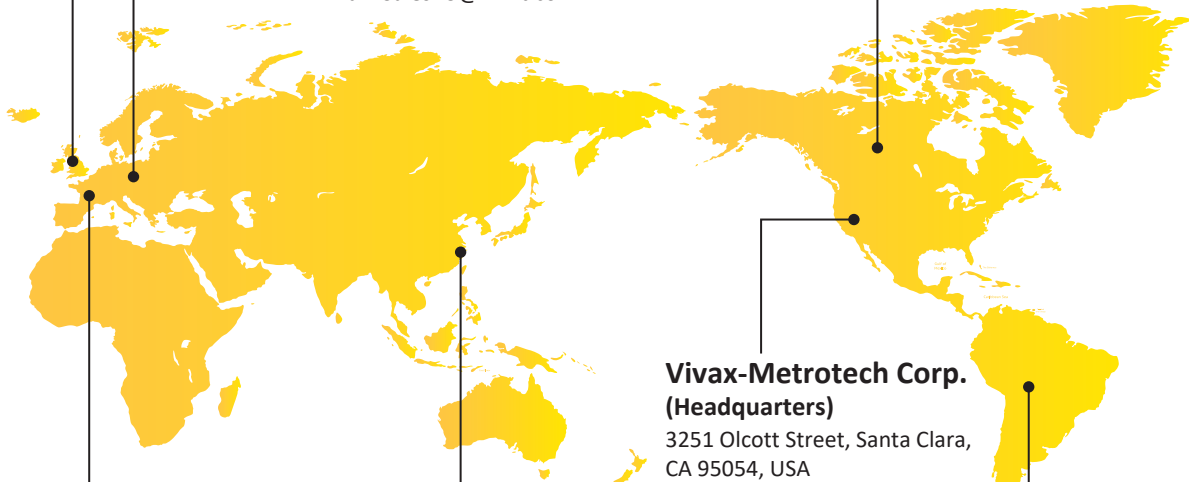 Vivax-Metrotech Corp.
(Headquarters)
3251 Olcott Street, Santa Clara,
CA 95054, USA